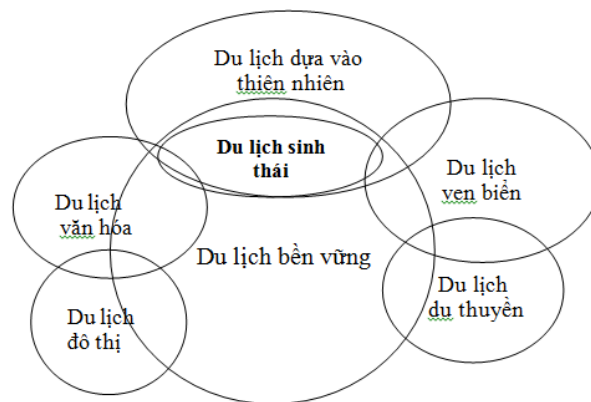 Du lịch dựa vào
thiên nhiên
Du lịch sinh
thái
Du lịch
ven biển
Du lịch
văn hóa
Du lịch bền vững
Du lịch
du thuyền
Du lịch
đô thị